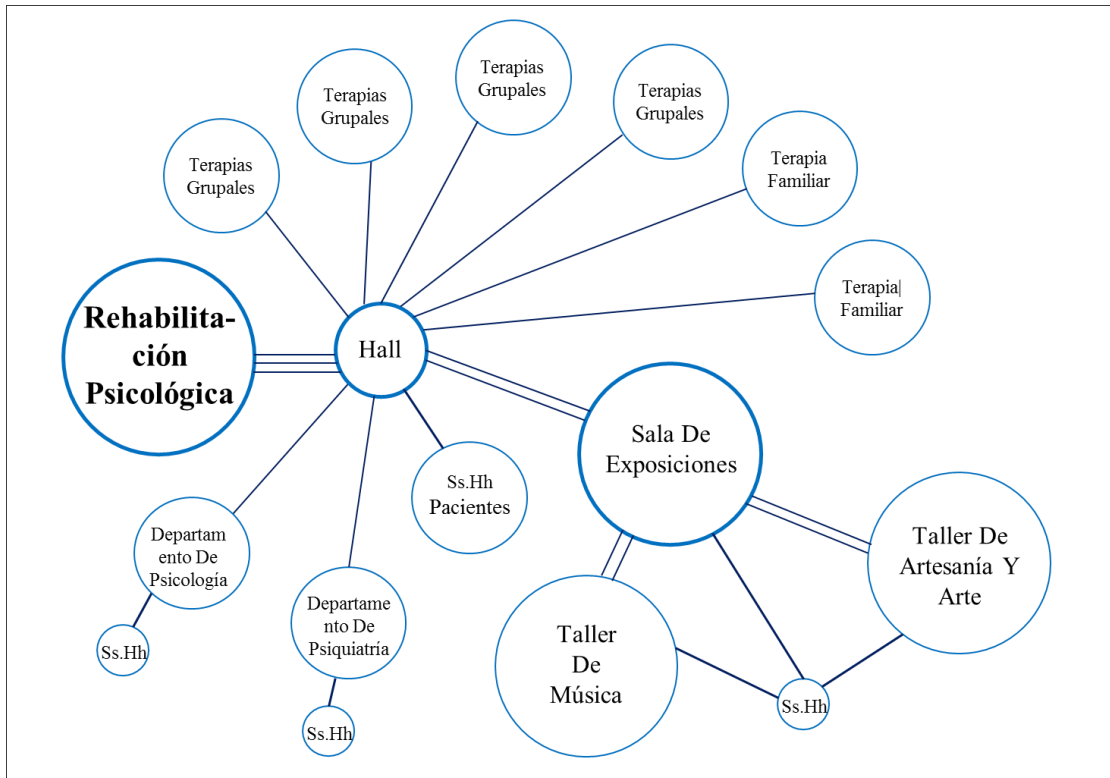 Terapias
Grupales
Terapias
Grupales
Terapias
Grupales
Terapias
Grupales
Terapia
Familiar
Terapia|
Familiar
Rehabilita-
ción
Psicológica
Hall
Sala De
Exposiciones
Ss.Hh
Pacientes
Departam
ento De
Psicología
Ss.Hh
Departame
nto De
Psiquiatría
Ss.Hh
Taller
De
Música
Taller De
Artesanía Y
Arte
Ss.Hh